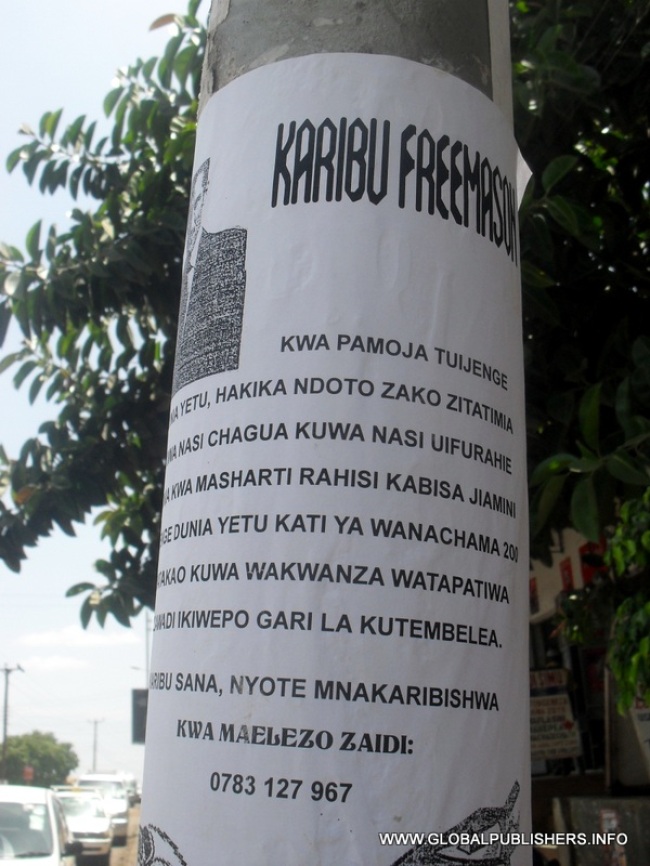 KARIBU FREEMASON
KWA PAMOJA TUIJENGE
YETU, HAKIKA NDOTO ZAKO ZITATIMIA
NASI CHAGUA KUWA NASI UIFURAHIE
KWA MASHARTI RAHISI KABISA JIAMINI
DUNIA YETU KATI YA WANACHAMA 200
KUWA WAKWANZA WATAPATIWA
IKIWEPO GARI LA KUTEMBELEA.
SANA, NYOTE MNAKARIBISHWA
KWA MAELEZO ZAIDI:
0783 127 967
WWW.GLOBALPUBLISHERS.INFO